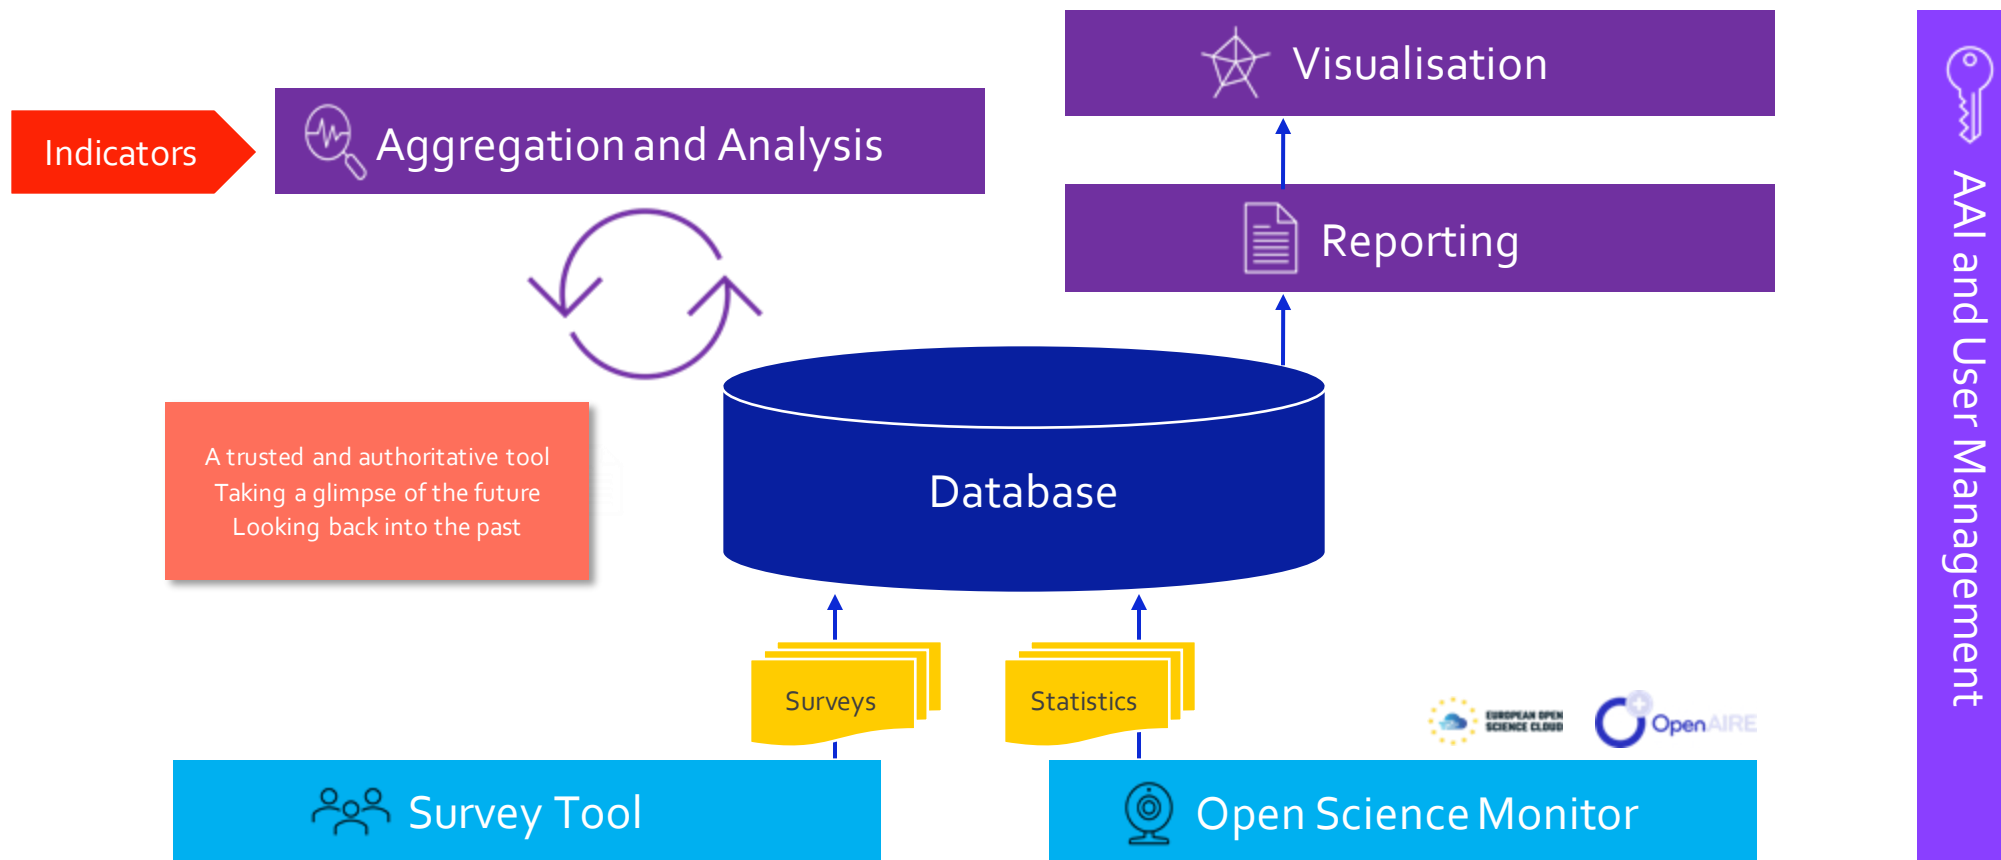 Visualisation
Indicators
Aggregation and Analysis
Reporting
A trusted and authoritative tool
Taking a glimpse of the future
Looking back into the past
Database
Surveys
Statistics
EUROPEAN OPEN
SCIENCE CLOUD
OpenAIRE
Survey Tool
Open Science Monitor
AAI and User Management